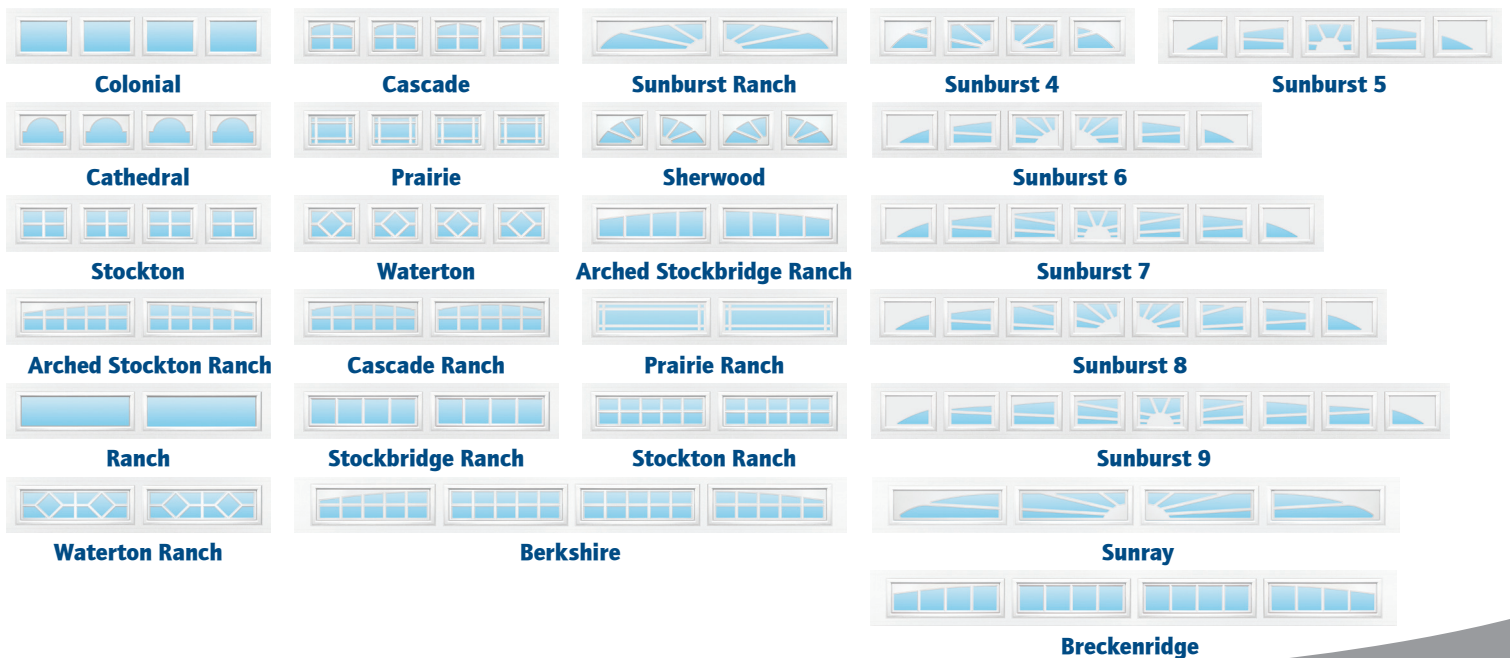 Colonial
Cascade
Sunburst Ranch
Sunburst 4
Sunburst 5
Cathedral
Prairie
Sherwood
Sunburst 6
Stockton
Waterton
Arched Stockbridge Ranch
Sunburst 7
Arched Stockton Ranch
Cascade Ranch
Prairie Ranch
Sunburst 8
Ranch
Stockbridge Ranch
Stockton Ranch
Sunburst 9
Waterton Ranch
Berkshire
Sunray
Breckenridge